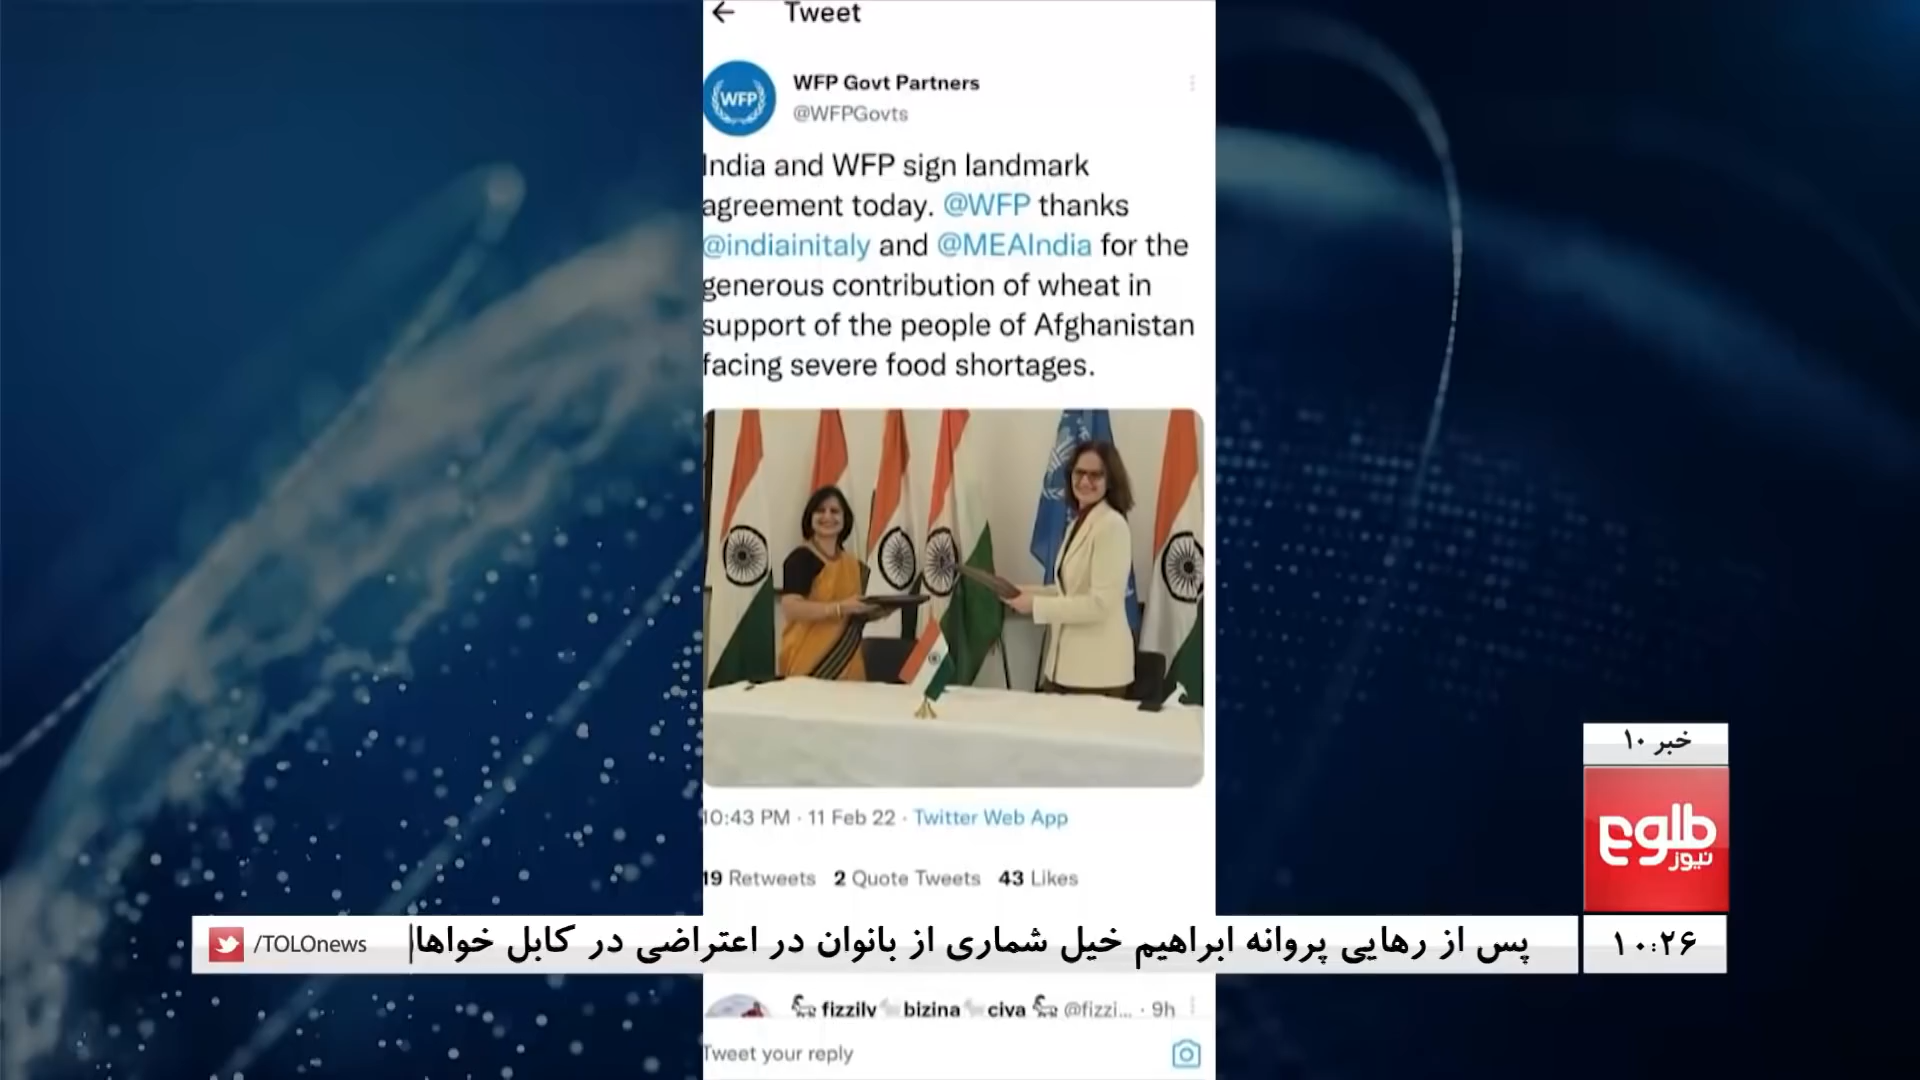 Tweet
WFP
WFP Govt Partners
@WFPGovts
India and WFP sign landmark
agreement today. @WFP thanks
@indiainitaly and @MEAIndia for the
generous contribution of wheat in
support of the people of Afghanistan
facing severe food shortages.
10:43 PM · 11 Feb 22 · Twitter Web App
19 Retweets 2 Quote Tweets 43 Likes
خبر ۱۰
طلوع
نیوز
۱۰:۲۶
/TOLOnews
پس از رهایی پروانه ابراهیم خیل شماری از بانوان در اعتراضی در کابل خواها
fizzily bizina civa @fizzi... · 9h
Tweet your reply